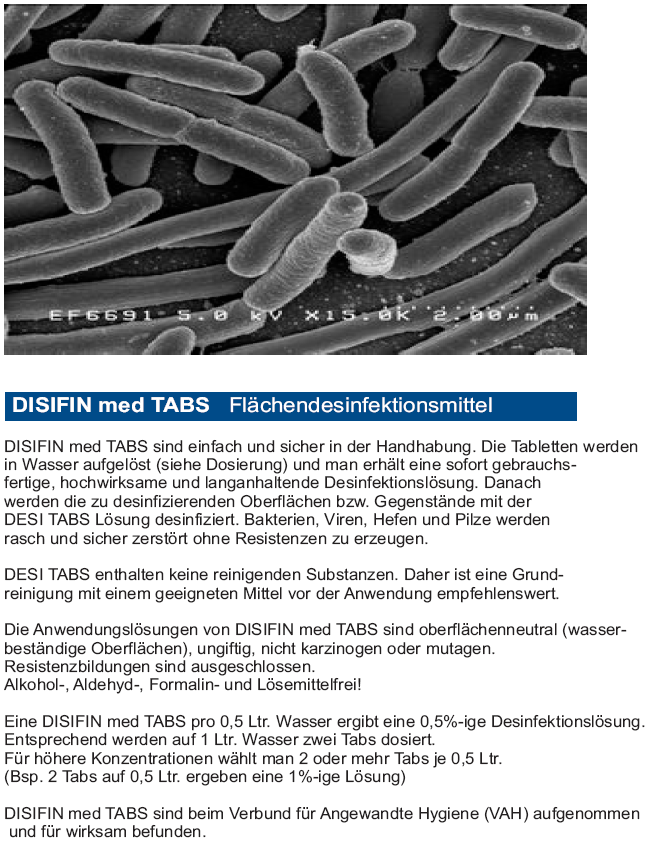 EF6691 5.0 kV X15.0K 2.00µm
DISIFIN med TABS Flächendesinfektionsmittel
DISIFIN med TABS sind einfach und sicher in der Handhabung. Die Tabletten werden
in Wasser aufgelöst (siehe Dosierung) und man erhält eine sofort gebrauchs-
fertige, hochwirksame und langanhaltende Desinfektionslösung. Danach
werden die zu desinfizierenden Oberflächen bzw. Gegenstände mit der
DESI TABS Lösung desinfiziert. Bakterien, Viren, Hefen und Pilze werden
rasch und sicher zerstört ohne Resistenzen zu erzeugen.
DESI TABS enthalten keine reinigenden Substanzen. Daher ist eine Grund-
reinigung mit einem geeigneten Mittel vor der Anwendung empfehlenswert.
Die Anwendungslösungen von DISIFIN med TABS sind oberflächenneutral (wasser-
beständige Oberflächen), ungiftig, nicht karzinogen oder mutagen.
Resistenzbildungen sind ausgeschlossen.
Alkohol-, Aldehyd-, Formalin- und Lösemittelfrei!
Eine DISIFIN med TABS pro 0,5 Ltr. Wasser ergibt eine 0,5%-ige Desinfektionslösung.
Entsprechend werden auf 1 Ltr. Wasser zwei Tabs dosiert.
Für höhere Konzentrationen wählt man 2 oder mehr Tabs je 0,5 Ltr.
(Bsp. 2 Tabs auf 0,5 Ltr. ergeben eine 1%-ige Lösung)
DISIFIN med TABS sind beim Verbund für Angewandte Hygiene (VAH) aufgenommen
und für wirksam befunden.